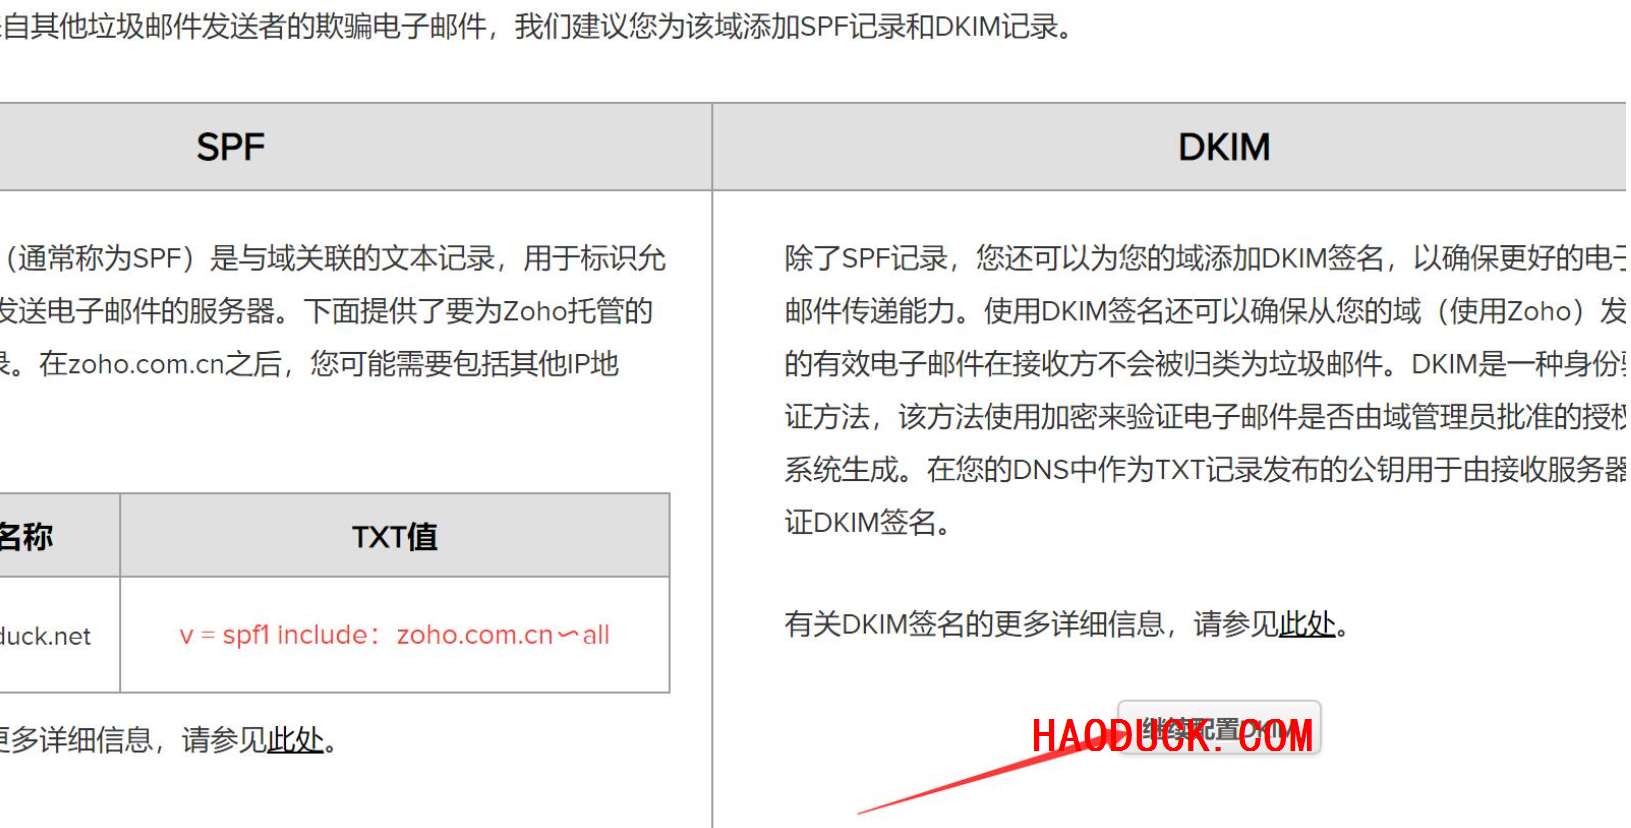 自其他垃圾邮件发送者的欺骗电子邮件，我们建议您为该域添加SPF记录和DKIM记录。
SPF
DKIM
（通常称为SPF）是与域关联的文本记录，用于标识允
发送电子邮件的服务器。下面提供了要为Zoho托管的
录。在zoho.com.cn之后，您可能需要包括其他IP地
名称
TXT值
duck.net
v = spf1 include：zoho.com.cn〜all
更多详细信息，请参见此处。
除了SPF记录，您还可以为您的域添加DKIM签名，以确保更好的电子
邮件传递能力。使用DKIM签名还可以确保从您的域（使用Zoho）发
的有效电子邮件在接收方不会被归类为垃圾邮件。DKIM是一种身份验
证方法，该方法使用加密来验证电子邮件是否由域管理员批准的授权
系统生成。在您的DNS中作为TXT记录发布的公钥用于由接收服务器
证DKIM签名。
有关DKIM签名的更多详细信息，请参见此处。
继续配置DKIM
HAODUCK.COM